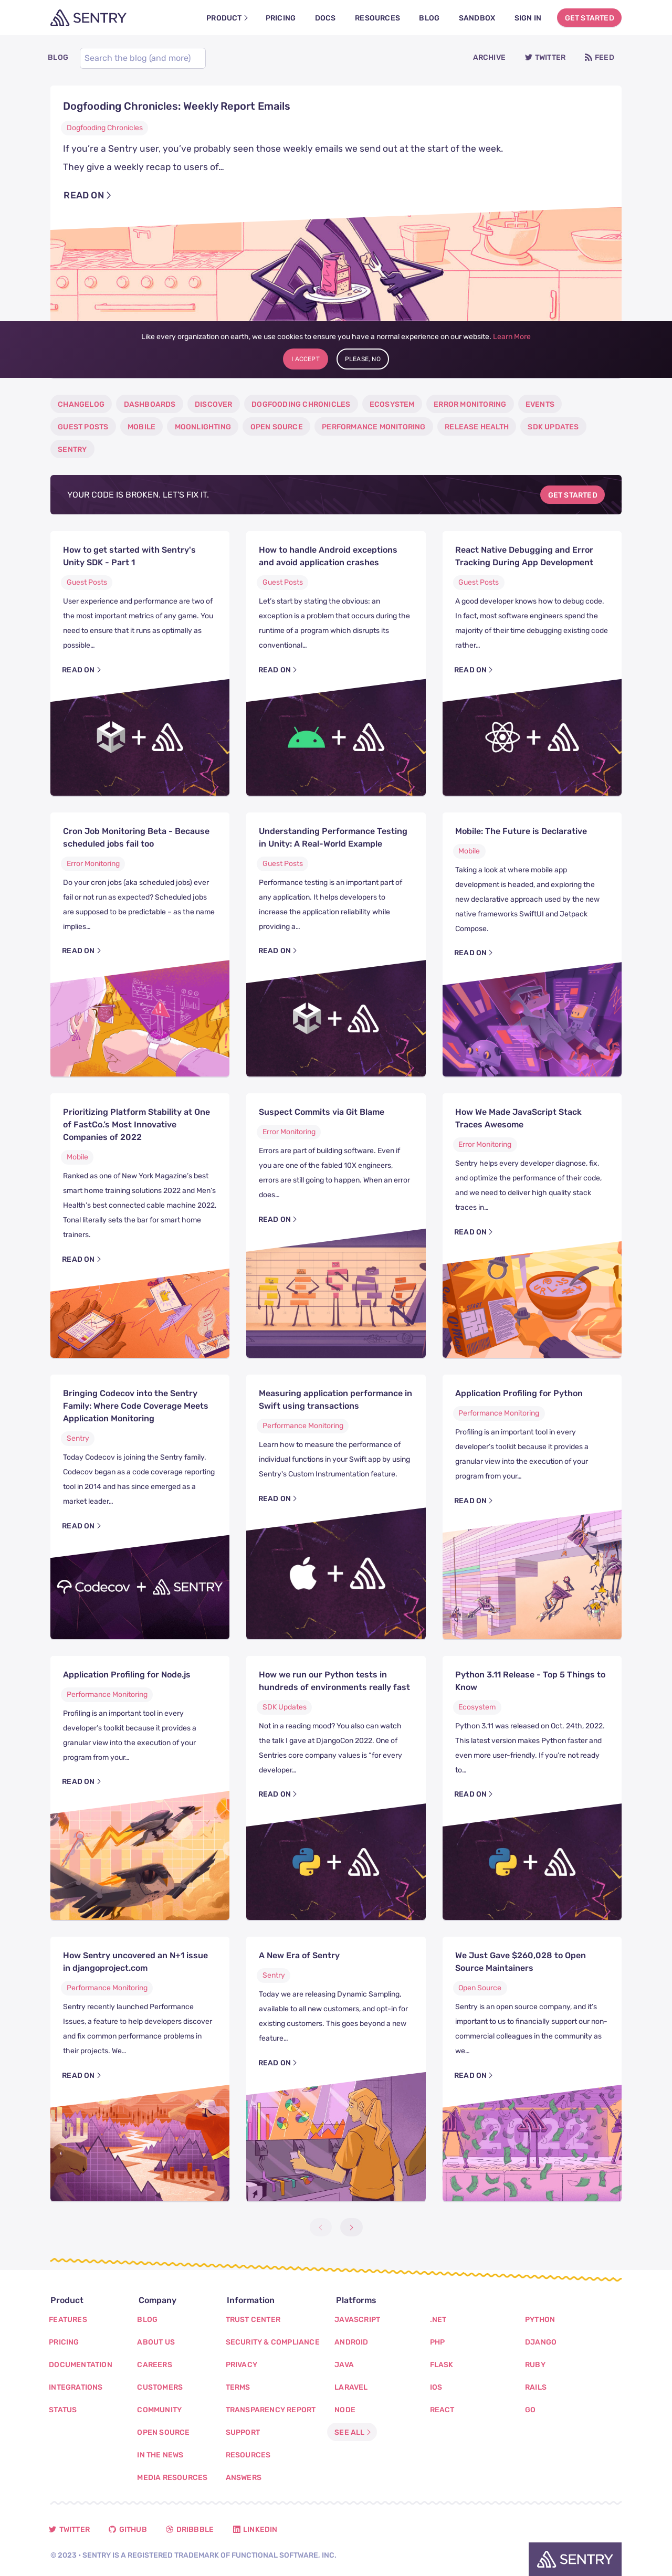 SENTRY
PRODUCT
PRICING
DOCS
RESOURCES
BLOG
SANDBOX
SIGN IN
GET STARTED
BLOG
Search the blog (and more)
ARCHIVE
TWITTER
FEED
Dogfooding Chronicles: Weekly Report Emails
Dogfooding Chronicles
If you’re a Sentry user, you’ve probably seen those weekly emails we send out at the start of the week.
They give a weekly recap to users of…
READ ON
Like every organization on earth, we use cookies to ensure you have a normal experience on our website. Learn More
I ACCEPT
PLEASE, NO
CHANGELOG
DASHBOARDS
DISCOVER
DOGFOODING CHRONICLES
ECOSYSTEM
ERROR MONITORING
EVENTS
GUEST POSTS
MOBILE
MOONLIGHTING
OPEN SOURCE
PERFORMANCE MONITORING
RELEASE HEALTH
SDK UPDATES
SENTRY
YOUR CODE IS BROKEN. LET'S FIX IT.
GET STARTED
How to get started with Sentry's
Unity SDK - Part 1
Guest Posts
User experience and performance are two of
the most important metrics of any game. You
need to ensure that it runs as optimally as
possible…
READ ON
How to handle Android exceptions
and avoid application crashes
Guest Posts
Let's start by stating the obvious: an
exception is a problem that occurs during the
runtime of a program which disrupts its
conventional…
READ ON
React Native Debugging and Error
Tracking During App Development
Guest Posts
A good developer knows how to debug code.
In fact, most software engineers spend the
majority of their time debugging existing code
rather…
READ ON
Cron Job Monitoring Beta - Because
scheduled jobs fail too
Error Monitoring
Do your cron jobs (aka scheduled jobs) ever
fail or not run as expected? Scheduled jobs
are supposed to be predictable – as the name
implies…
READ ON
Understanding Performance Testing
in Unity: A Real-World Example
Guest Posts
Performance testing is an important part of
any application. It helps developers to
increase the application reliability while
providing a…
READ ON
Mobile: The Future is Declarative
Mobile
Taking a look at where mobile app
development is headed, and exploring the
new declarative approach used by the new
native frameworks SwiftUI and Jetpack
Compose.
READ ON
Prioritizing Platform Stability at One
of FastCo.’s Most Innovative
Companies of 2022
Mobile
Ranked as one of New York Magazine’s best
smart home training solutions 2022 and Men’s
Health’s best connected cable machine 2022,
Tonal literally sets the bar for smart home
trainers.
READ ON
Suspect Commits via Git Blame
Error Monitoring
Errors are part of building software. Even if
you are one of the fabled 10X engineers,
errors are still going to happen. When an error
does…
READ ON
How We Made JavaScript Stack
Traces Awesome
Error Monitoring
Sentry helps every developer diagnose, fix,
and optimize the performance of their code,
and we need to deliver high quality stack
traces in…
READ ON
START
Bringing Codecov into the Sentry
Family: Where Code Coverage Meets
Application Monitoring
Sentry
Today Codecov is joining the Sentry family.
Codecov began as a code coverage reporting
tool in 2014 and has since emerged as a
market leader…
READ ON
Codecov + SENTRY
Measuring application performance in
Swift using transactions
Performance Monitoring
Learn how to measure the performance of
individual functions in your Swift app by using
Sentry's Custom Instrumentation feature.
READ ON
Application Profiling for Python
Performance Monitoring
Profiling is an important tool in every
developer's toolkit because it provides a
granular view into the execution of your
program from your…
READ ON
Application Profiling for Node.js
Performance Monitoring
Profiling is an important tool in every
developer's toolkit because it provides a
granular view into the execution of your
program from your…
READ ON
How we run our Python tests in
hundreds of environments really fast
SDK Updates
Not in a reading mood? You also can watch
the talk I gave at DjangoCon 2022. One of
Sentries core company values is “for every
developer…
READ ON
Python 3.11 Release - Top 5 Things to
Know
Ecosystem
Python 3.11 was released on Oct. 24th, 2022.
This latest version makes Python faster and
even more user-friendly. If you’re not ready
to…
READ ON
How Sentry uncovered an N+1 issue
in djangoproject.com
Performance Monitoring
Sentry recently launched Performance
Issues, a feature to help developers discover
and fix common performance problems in
their projects. We…
READ ON
A New Era of Sentry
Sentry
Today we are releasing Dynamic Sampling,
available to all new customers, and opt-in for
existing customers. This goes beyond a new
feature…
READ ON
We Just Gave $260,028 to Open
Source Maintainers
Open Source
Sentry is an open source company, and it’s
important to us to financially support our non-
commercial colleagues in the community as
we…
READ ON
2022
Product
FEATURES
PRICING
DOCUMENTATION
INTEGRATIONS
STATUS
Company
BLOG
ABOUT US
CAREERS
CUSTOMERS
COMMUNITY
OPEN SOURCE
IN THE NEWS
MEDIA RESOURCES
Information
TRUST CENTER
SECURITY & COMPLIANCE
PRIVACY
TERMS
TRANSPARENCY REPORT
SUPPORT
RESOURCES
ANSWERS
Platforms
JAVASCRIPT
ANDROID
JAVA
LARAVEL
NODE
SEE ALL
.NET
PHP
FLASK
IOS
REACT
PYTHON
DJANGO
RUBY
RAILS
GO
TWITTER
GITHUB
DRIBBBLE
LINKEDIN
© 2023 • SENTRY IS A REGISTERED TRADEMARK OF FUNCTIONAL SOFTWARE, INC.
SENTRY